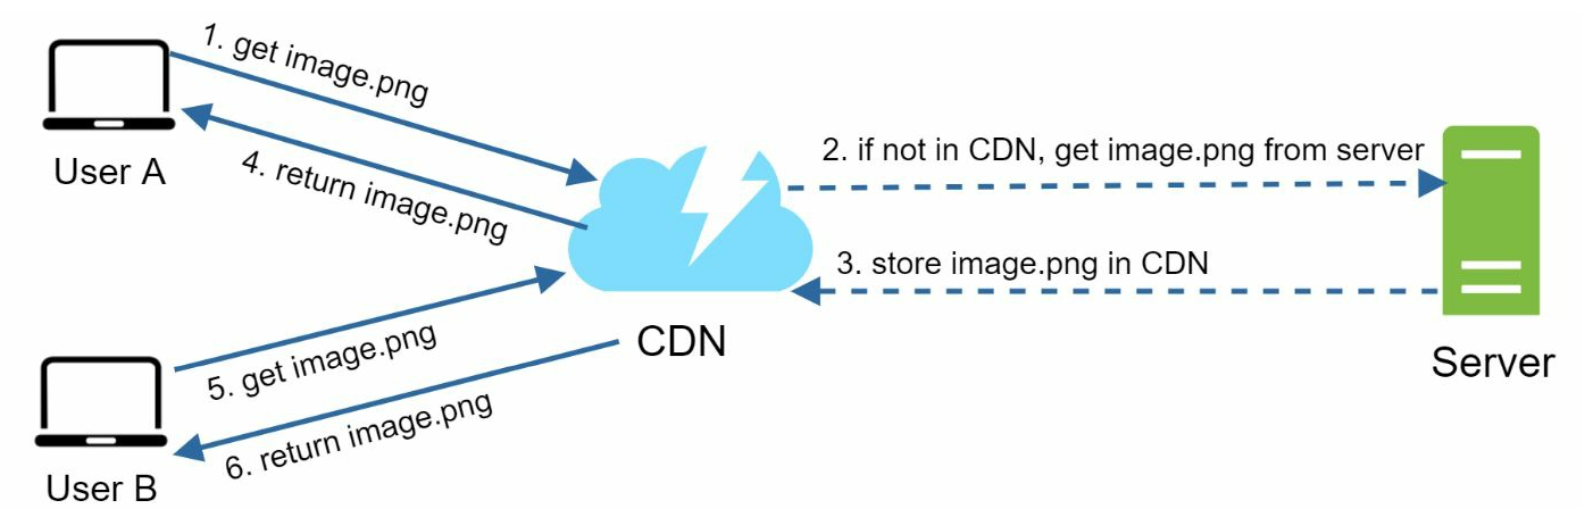 1. get image.png
User A
4. return image.png
2. if not in CDN, get image.png from server
3. store image.png in CDN
CDN
Server
5. get image.png
6. return image.png
User B